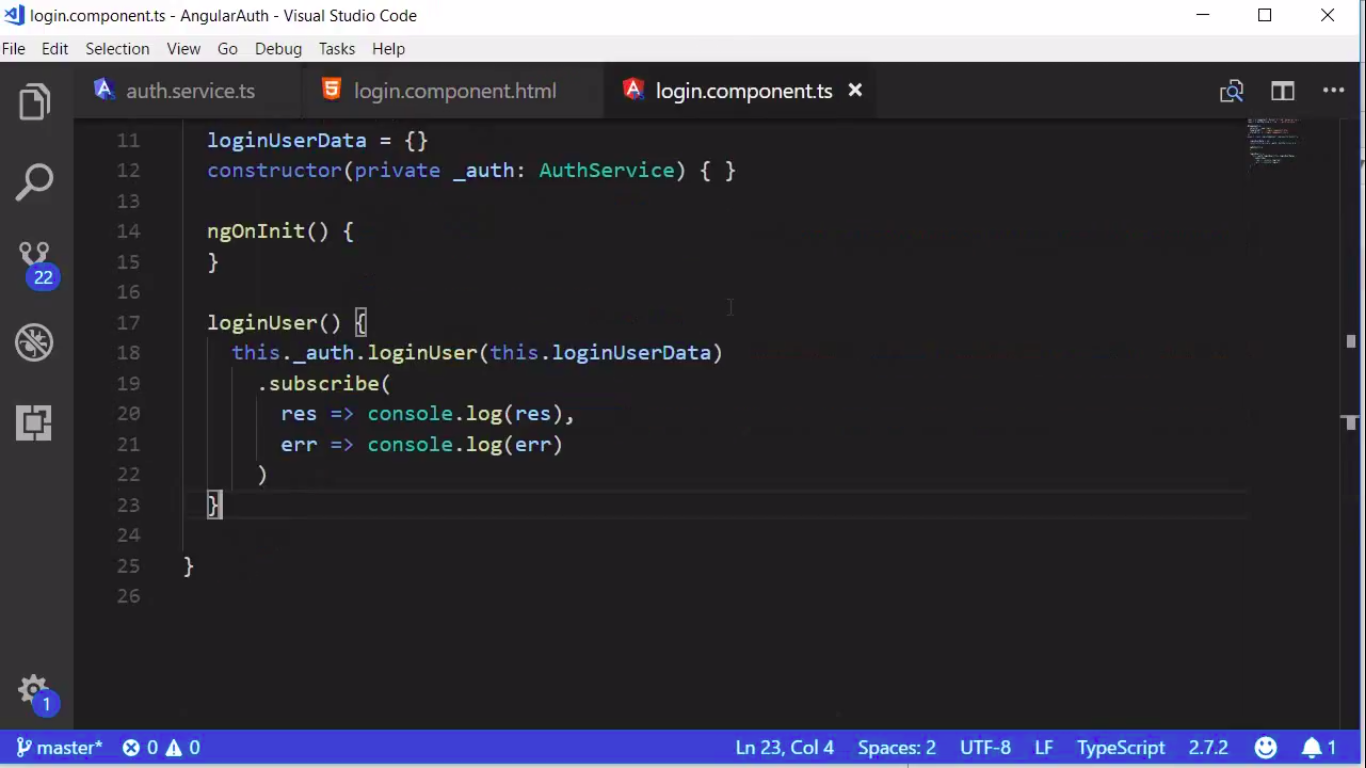 login.component.ts - AngularAuth - Visual Studio Code
File Edit Selection View Go Debug Tasks Help
auth.service.ts login.component.html login.component.ts
11 loginUserData = {}
12 constructor(private _auth: AuthService) { }
13
14 ngOnInit() {
15 }
16
17 loginUser() {
18 this._auth.loginUser(this.loginUserData)
19 .subscribe(
20 res => console.log(res),
21 err => console.log(err)
22 )
23 }
24
25 }
26
22
1
master* 0 0 Ln 23, Col 4 Spaces: 2 UTF-8 LF TypeScript 2.7.2 1